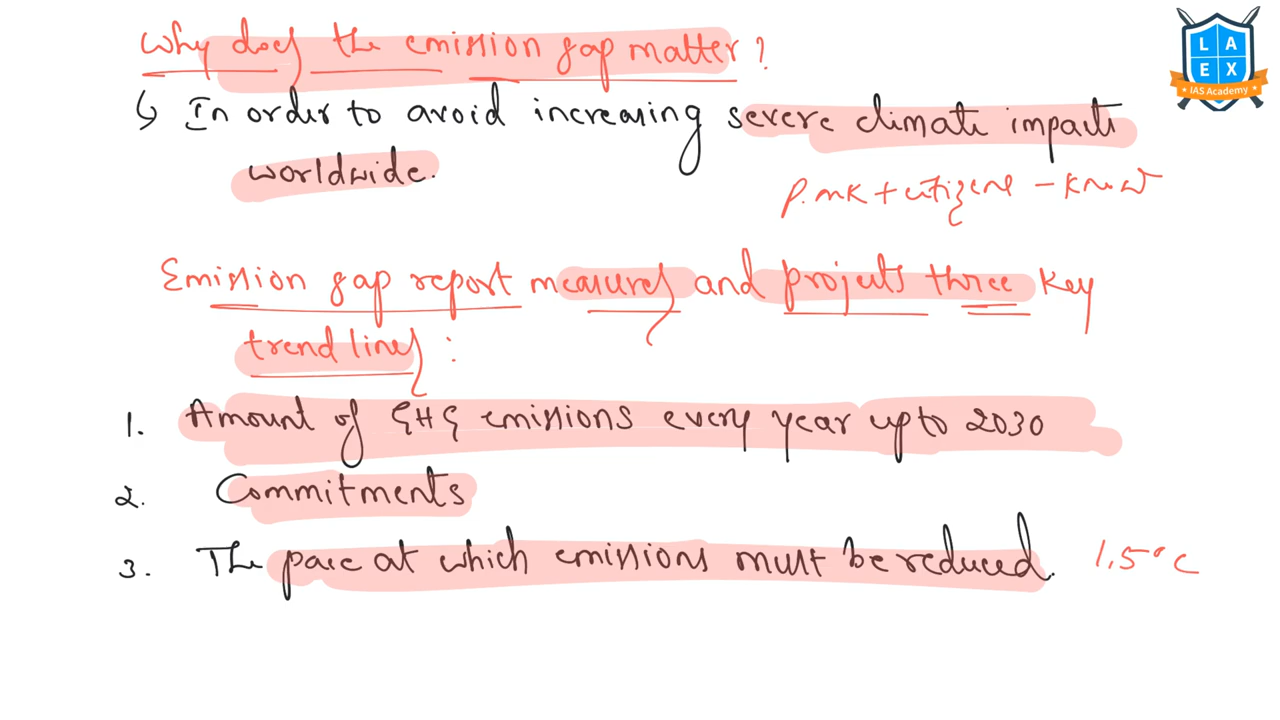 Why does the emission gap matter?
L A
E X
IAS Academy
↳ In order to avoid increasing severe climate impacts
worldwide.
p.mk + citizens - know
Emission gap report measures and projects three key
trend lines:
1. Amount of GHG emissions every year up to 2030
2. Commitments
3. The pace at which emissions must be reduced. 1.5°C